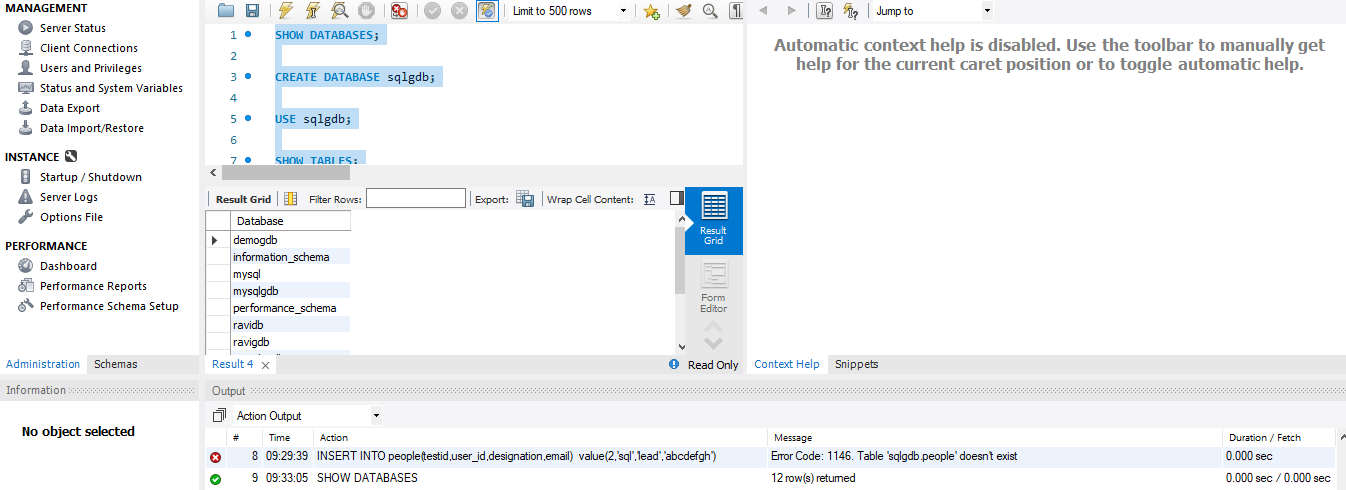 MANAGEMENT
Server Status
Client Connections
Users and Privileges
Status and System Variables
Data Export
Data Import/Restore
INSTANCE
Startup / Shutdown
Server Logs
Options File
PERFORMANCE
Dashboard
Performance Reports
Performance Schema Setup
Administration Schemas
Information
No object selected
Limit to 500 rows
1 SHOW DATABASES;
2
3 CREATE DATABASE sqlgdb;
4
5 USE sqlgdb;
6
7 SHOW TABLES;
Result Grid Filter Rows: Export: Wrap Cell Content:
Database
demogdb
information_schema
mysql
mysqlgdb
performance_schema
ravidb
ravigdb
Result
Grid
Form
Editor
Result 4 Read Only
Jump to
Automatic context help is disabled. Use the toolbar to manually get
help for the current caret position or to toggle automatic help.
Context Help Snippets
Output
Action Output
# Time Action Message Duration / Fetch
8 09:29:39 INSERT INTO people(testid,user_id,designation,email) value(2,'sql','lead','abcdefgh') Error Code: 1146. Table 'sqlgdb.people' doesn't exist 0.000 sec
9 09:33:05 SHOW DATABASES 12 row(s) returned 0.000 sec / 0.000 sec